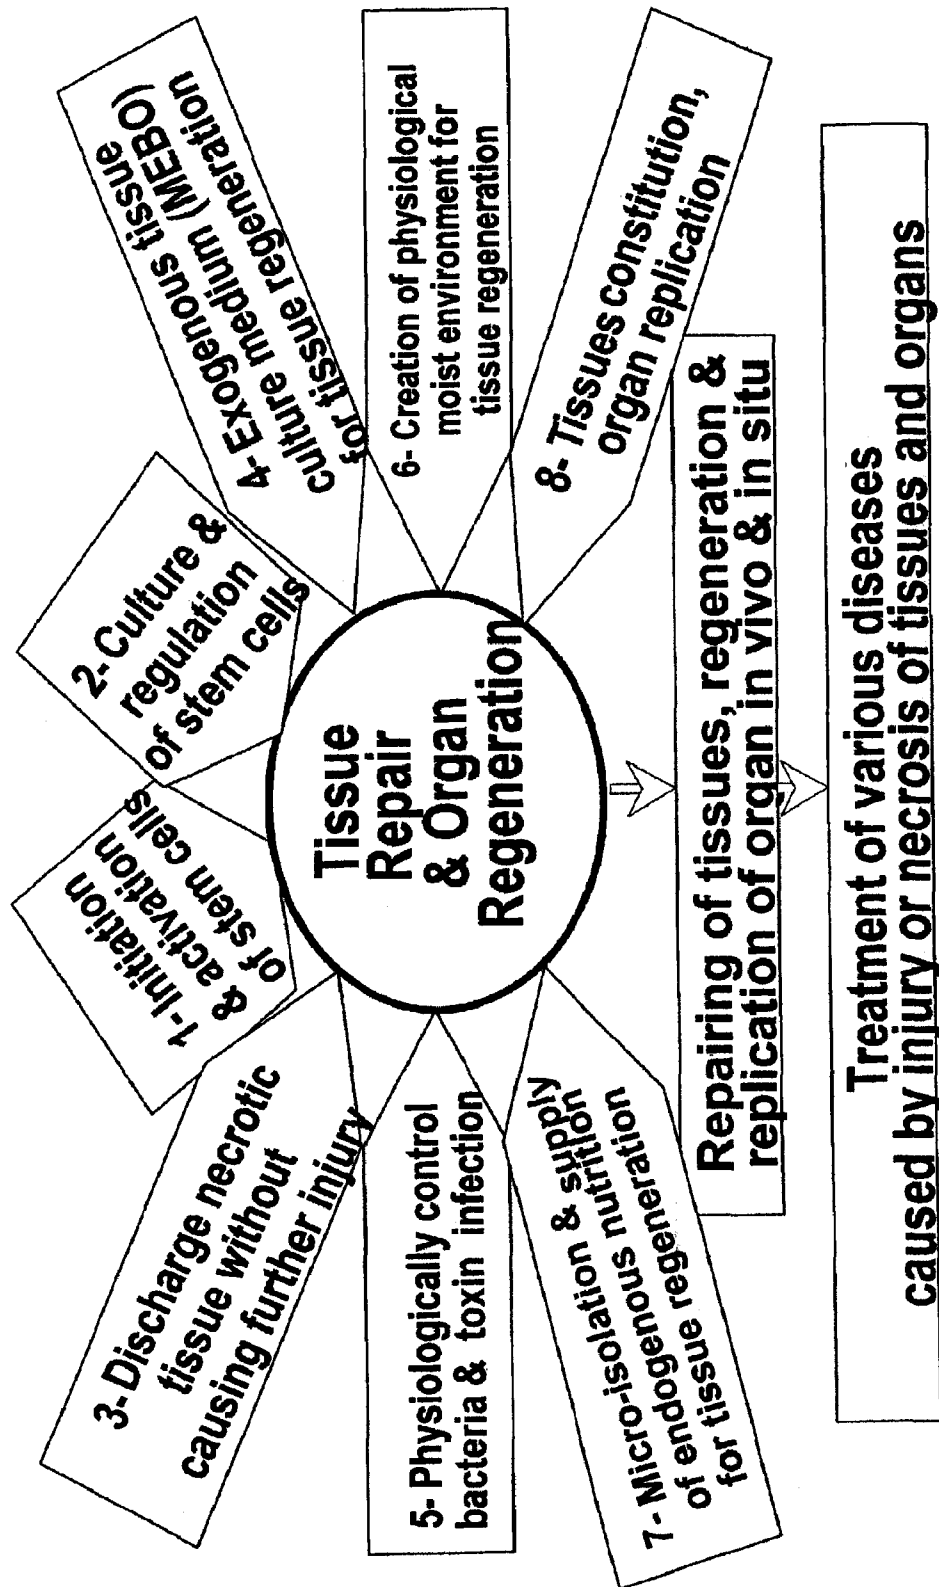 1- Initiation
& activation
of stem cells
2- Culture &
regulation
of stem cells
3- Discharge necrotic
tissue without
causing further injury
4- Exogenous tissue
culture medium (MEBO)
for tissue regeneration
5- Physiologically control
bacteria & toxin infection
6- Creation of physiological
moist environment for
tissue regeneration
7- Micro-isolation & supply
of endogenous nutrition
for tissue regeneration
8- Tissues constitution,
organ replication
Tissue
Repair
& Organ
Regeneration
Repairing of tissues, regeneration &
replication of organ in vivo & in situ
Treatment of various diseases
caused by injury or necrosis of tissues and organs